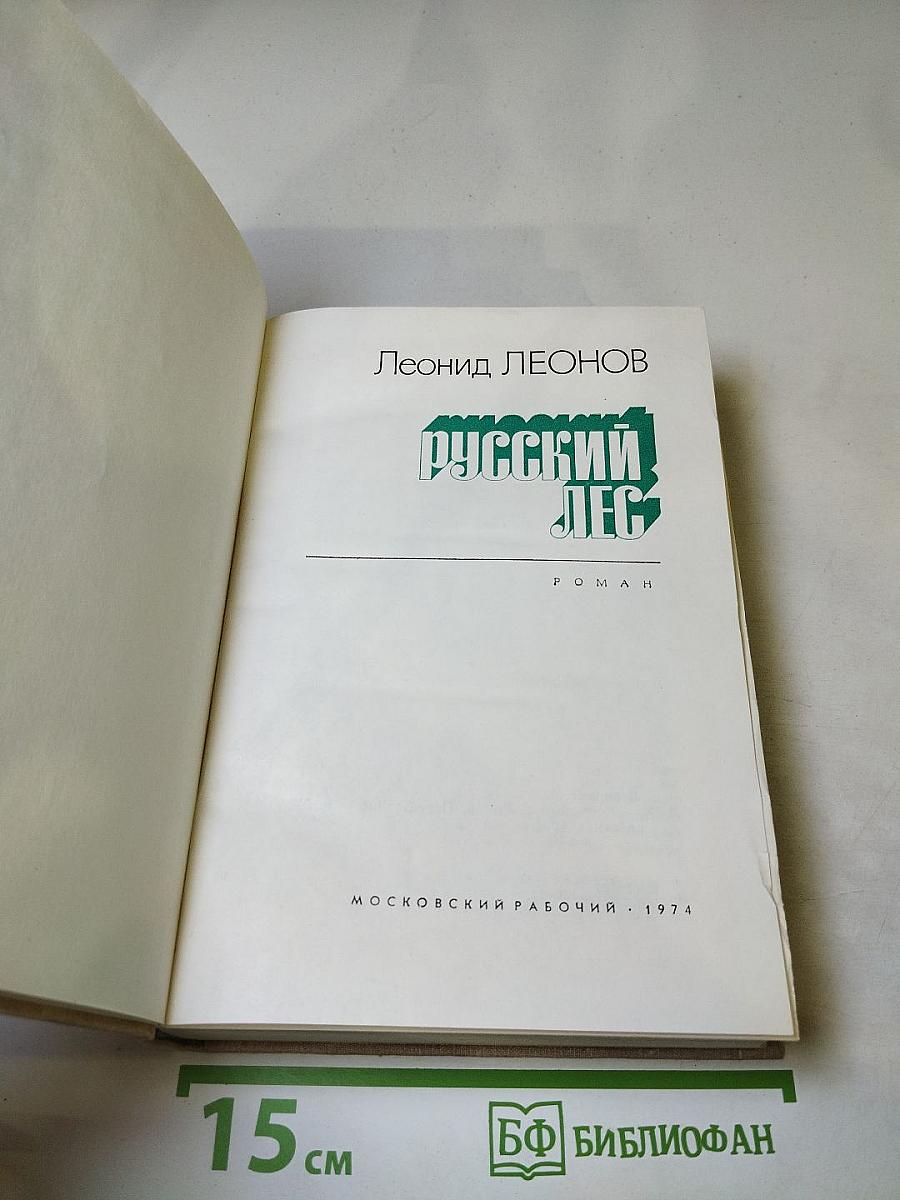 Леонид ЛЕОНОВ
РУССКИЙ
ЛЕС
РОМАН
МОСКОВСКИЙ РАБОЧИЙ · 1974
15 см
БФ БИБЛИОФАН